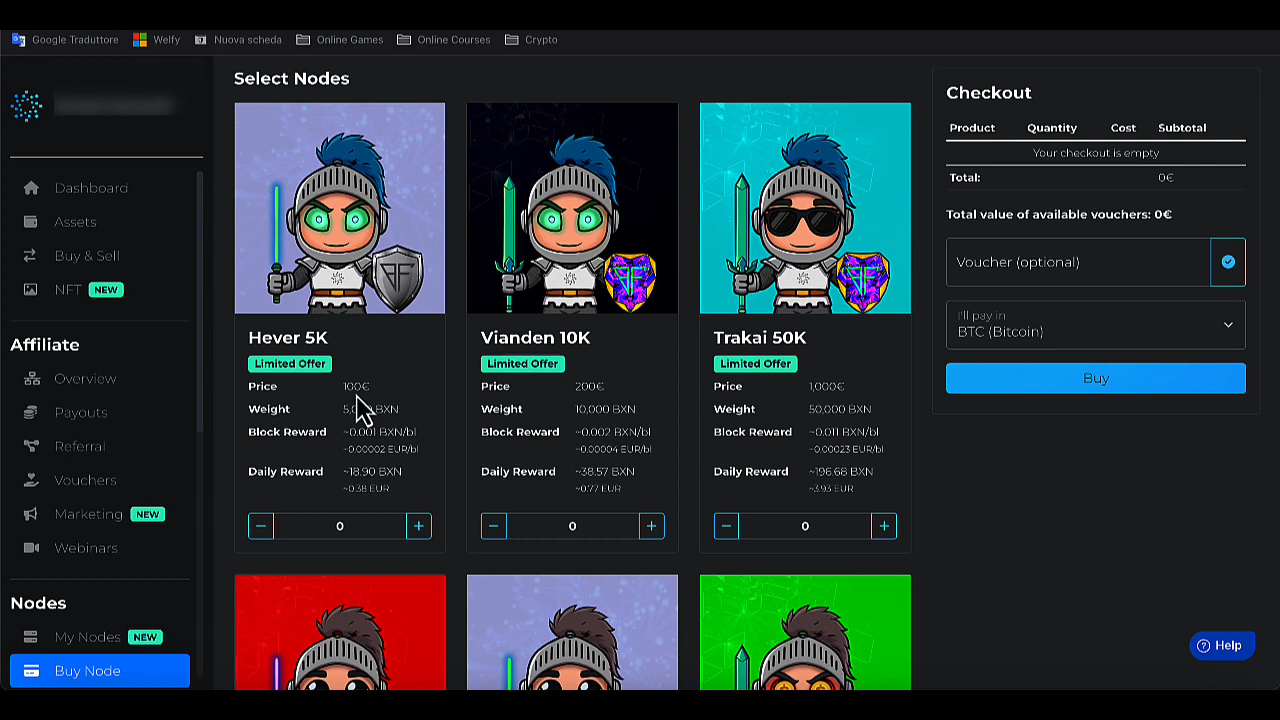 Google Traduttore
Welfy
Nuova scheda
Online Games
Online Courses
Crypto
Dashboard
Assets
Buy & Sell
NFT NEW
Affiliate
Overview
Payouts
Referral
Vouchers
Marketing NEW
Webinars
Nodes
My Nodes NEW
Buy Node
Select Nodes
Hever 5K
Limited Offer
Price 100€
Weight BXN
Block Reward ~0.001 BXN/bl
~0.00002 EUR/bl
Daily Reward ~18.90 BXN
~0.38 EUR
− 0 +
Vianden 10K
Limited Offer
Price 200€
Weight 10,000 BXN
Block Reward ~0.002 BXN/bl
~0.00004 EUR/bl
Daily Reward ~38.57 BXN
~0.77 EUR
− 0 +
Trakai 50K
Limited Offer
Price 1,000€
Weight 50,000 BXN
Block Reward ~0.011 BXN/bl
~0.00023 EUR/bl
Daily Reward ~196.68 BXN
~3.93 EUR
− 0 +
Checkout
Product Quantity Cost Subtotal
Your checkout is empty
Total: 0€
Total value of available vouchers: 0€
Voucher (optional)
I'll pay in
BTC (Bitcoin)
Buy
Help